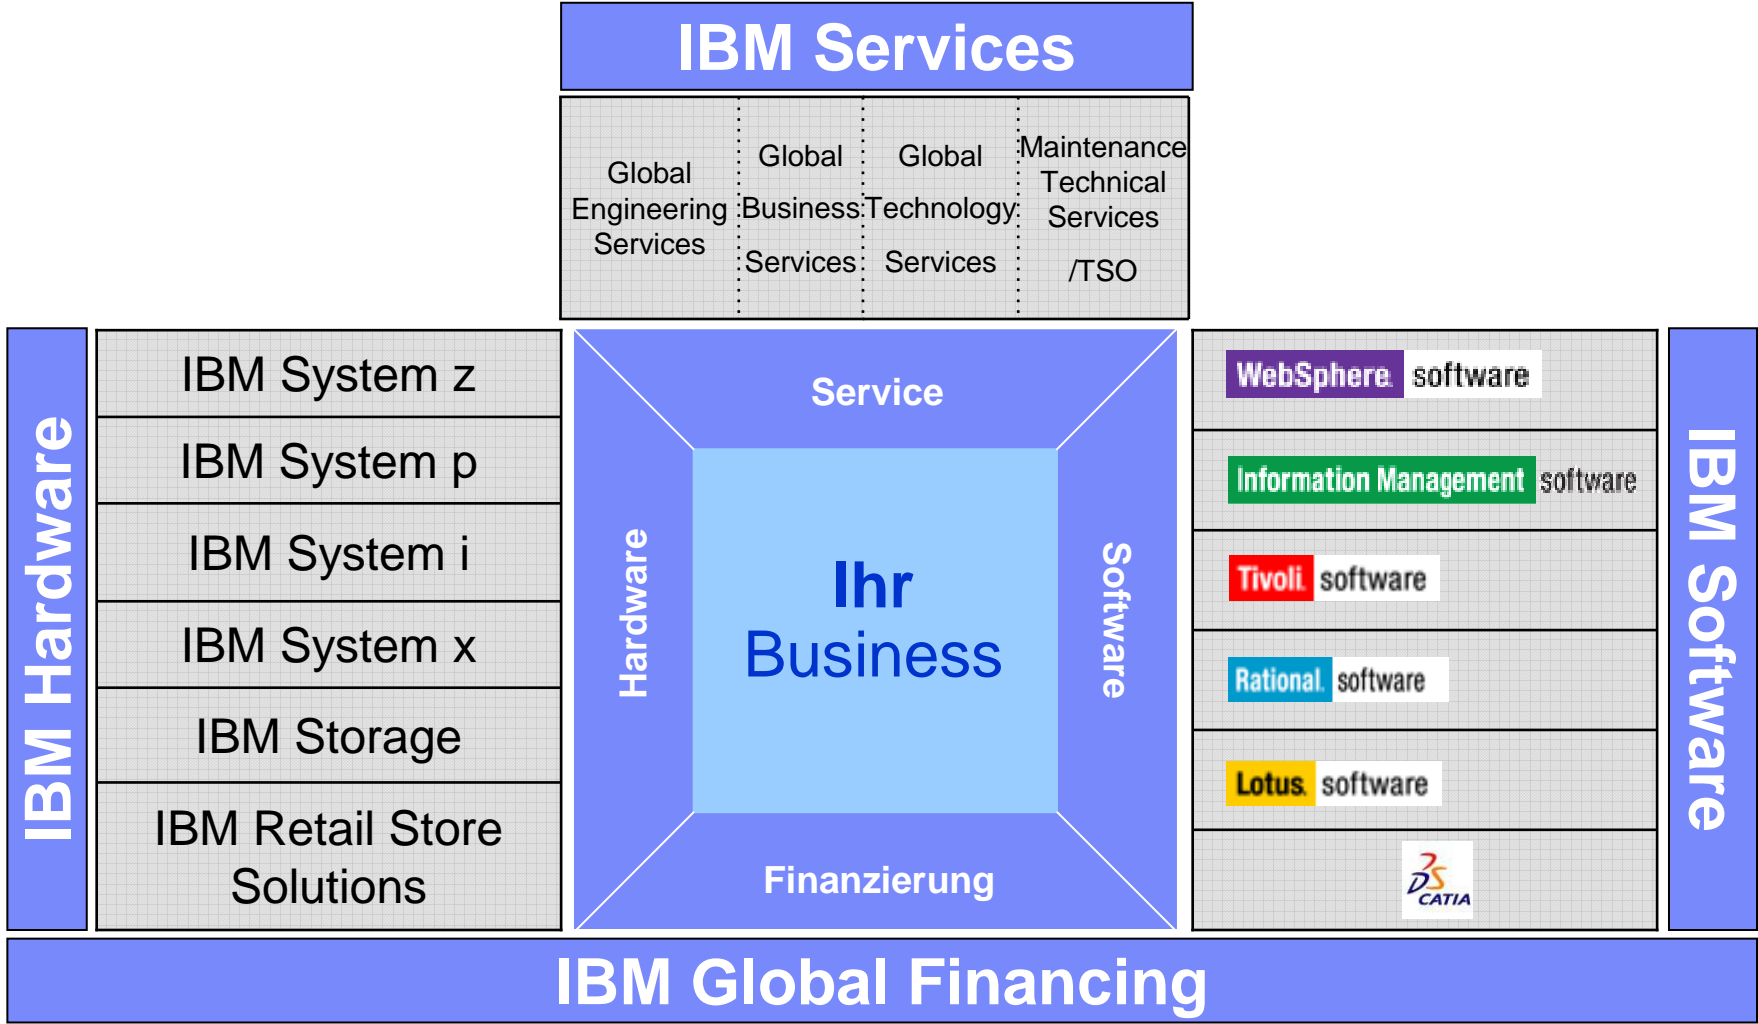 IBM Services
Global
Engineering
Services
Global
Business
Services
Global
Technology
Services
Maintenance
Technical
Services
/TSO
IBM Hardware
IBM System z
IBM System p
IBM System i
IBM System x
IBM Storage
IBM Retail Store
Solutions
Service
Hardware
Ihr
Business
Software
Finanzierung
WebSphere software
Information Management software
Tivoli software
Rational software
Lotus software
DS
CATIA
IBM Software
IBM Global Financing